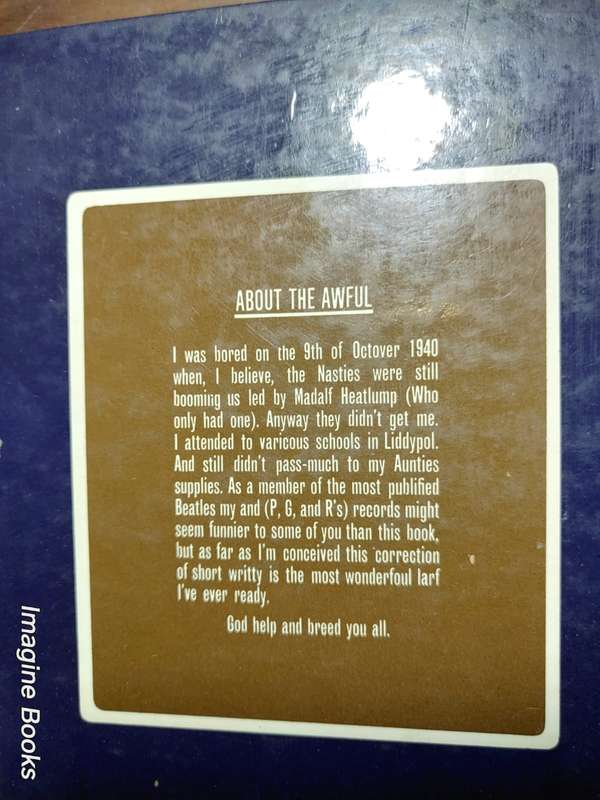 ABOUT THE AWFUL
I was bored on the 9th of Octover 1940
when, I believe, the Nasties were still
booming us led by Madalf Heatlump (Who
only had one). Anyway they didn't get me.
I attended to varicous schools in Liddypol.
And still didn't pass-much to my Aunties
supplies. As a member of the most publified
Beatles my and (P, G, and R's) records might
seem funnier to some of you than this book,
but as far as I'm conceived this correction
of short writty is the most wonderfoul larf
I've ever ready.
God help and breed you all.
Imagine Books